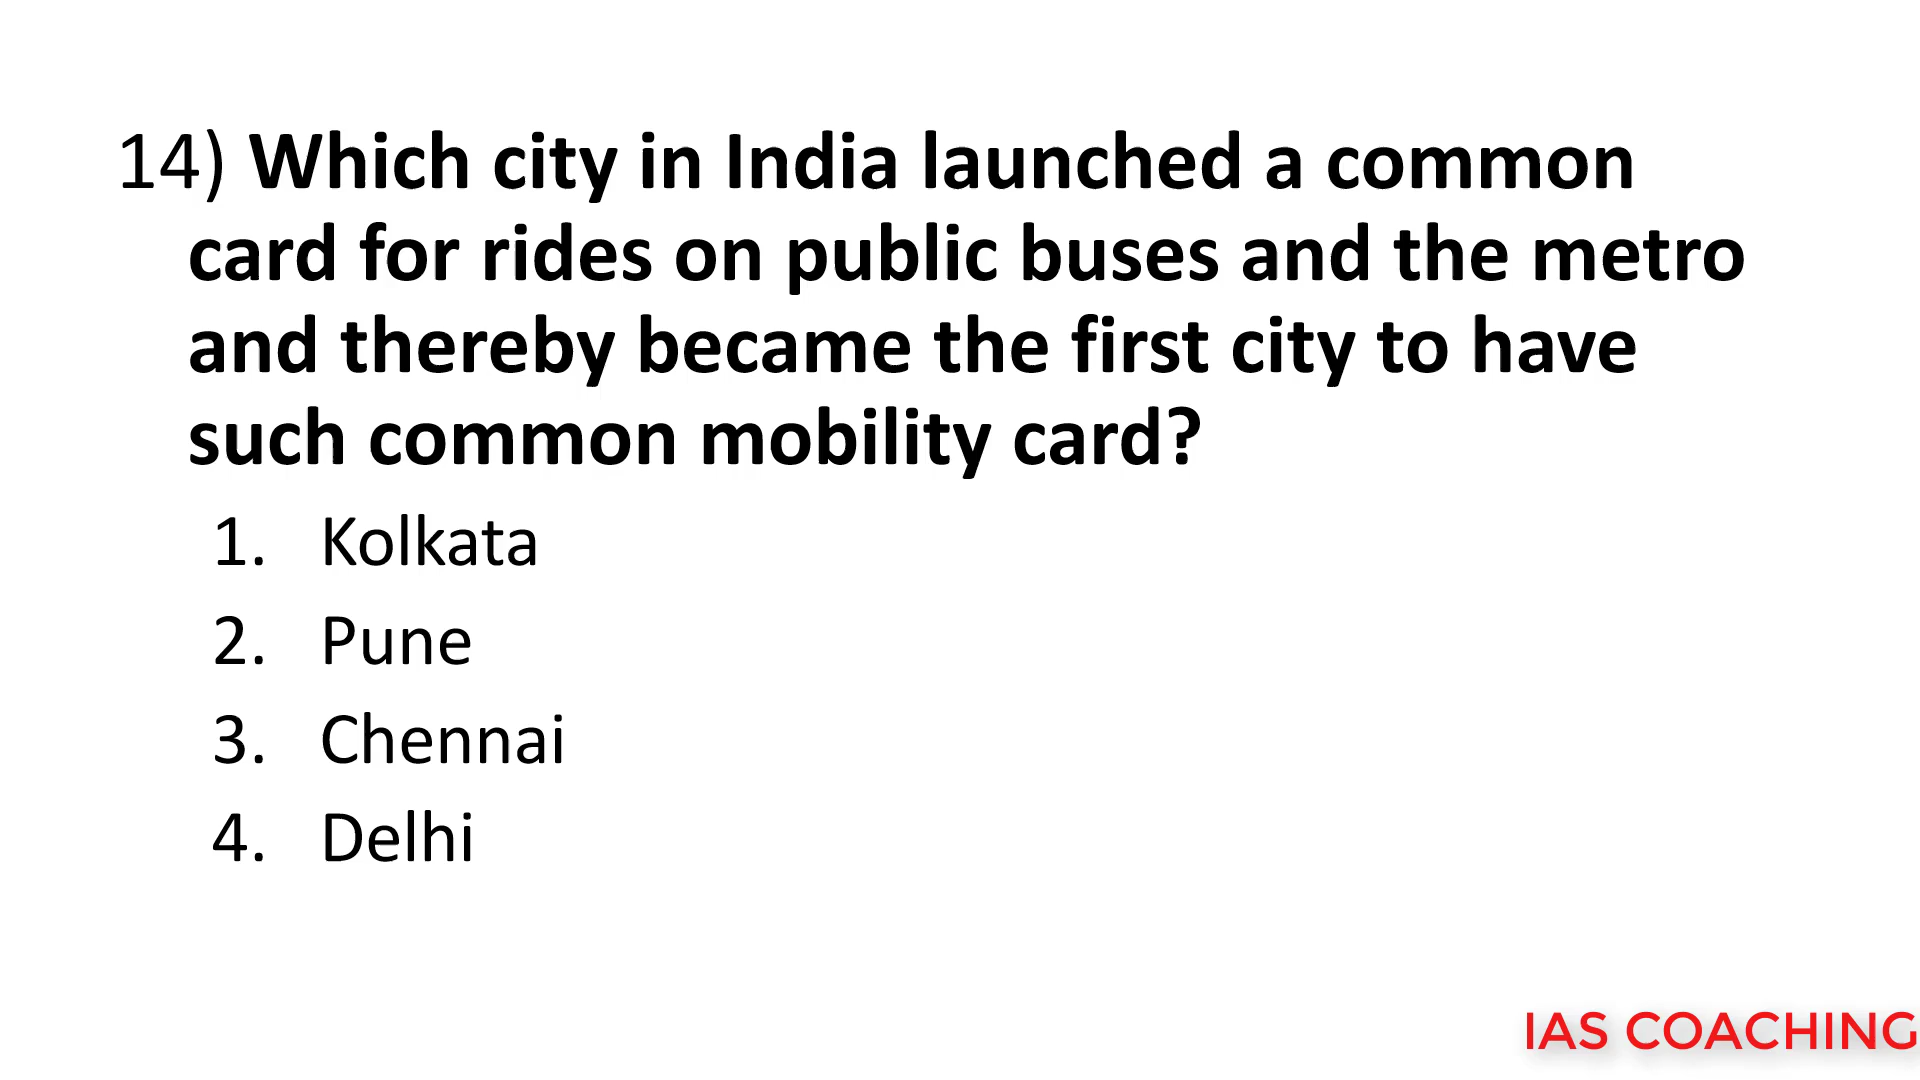 14) Which city in India launched a common
card for rides on public buses and the metro
and thereby became the first city to have
such common mobility card?
1. Kolkata
2. Pune
3. Chennai
4. Delhi
IAS COACHING